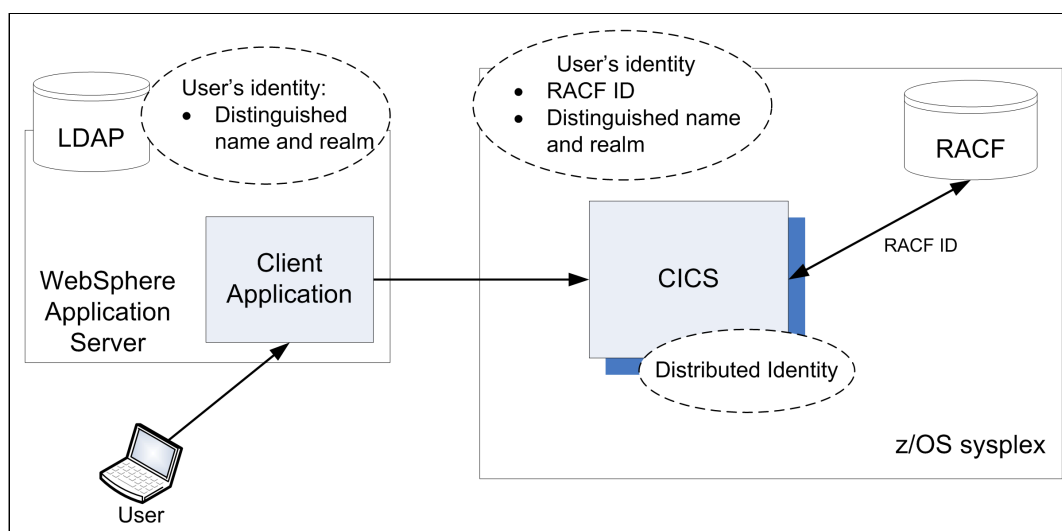 LDAP
User's identity:
• Distinguished
name and realm
WebSphere
Application
Server
Client
Application
User
User's identity
• RACF ID
• Distinguished name
and realm
RACF
RACF ID
CICS
Distributed Identity
z/OS sysplex